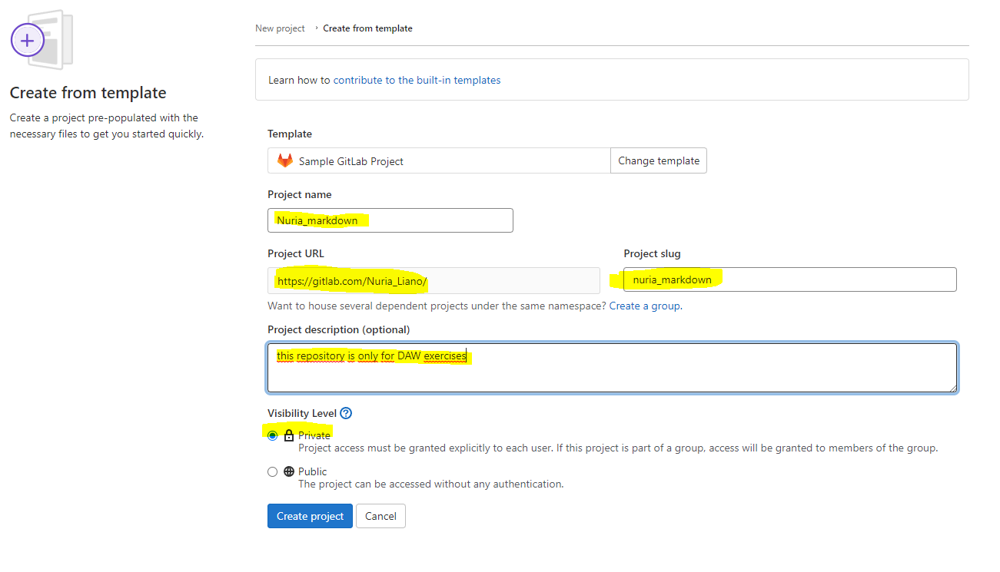 New project › Create from template
Create from template
Create a project pre-populated with the
necessary files to get you started quickly.
Learn how to contribute to the built-in templates
Template
Sample GitLab Project Change template
Project name
Nuria_markdown
Project URL Project slug
https://gitlab.com/Nuria_Liano/ nuria_markdown
Want to house several dependent projects under the same namespace? Create a group.
Project description (optional)
this repository is only for DAW exercises
Visibility Level ?
Private
Project access must be granted explicitly to each user. If this project is part of a group, access will be granted to members of the group.
Public
The project can be accessed without any authentication.
Create project Cancel